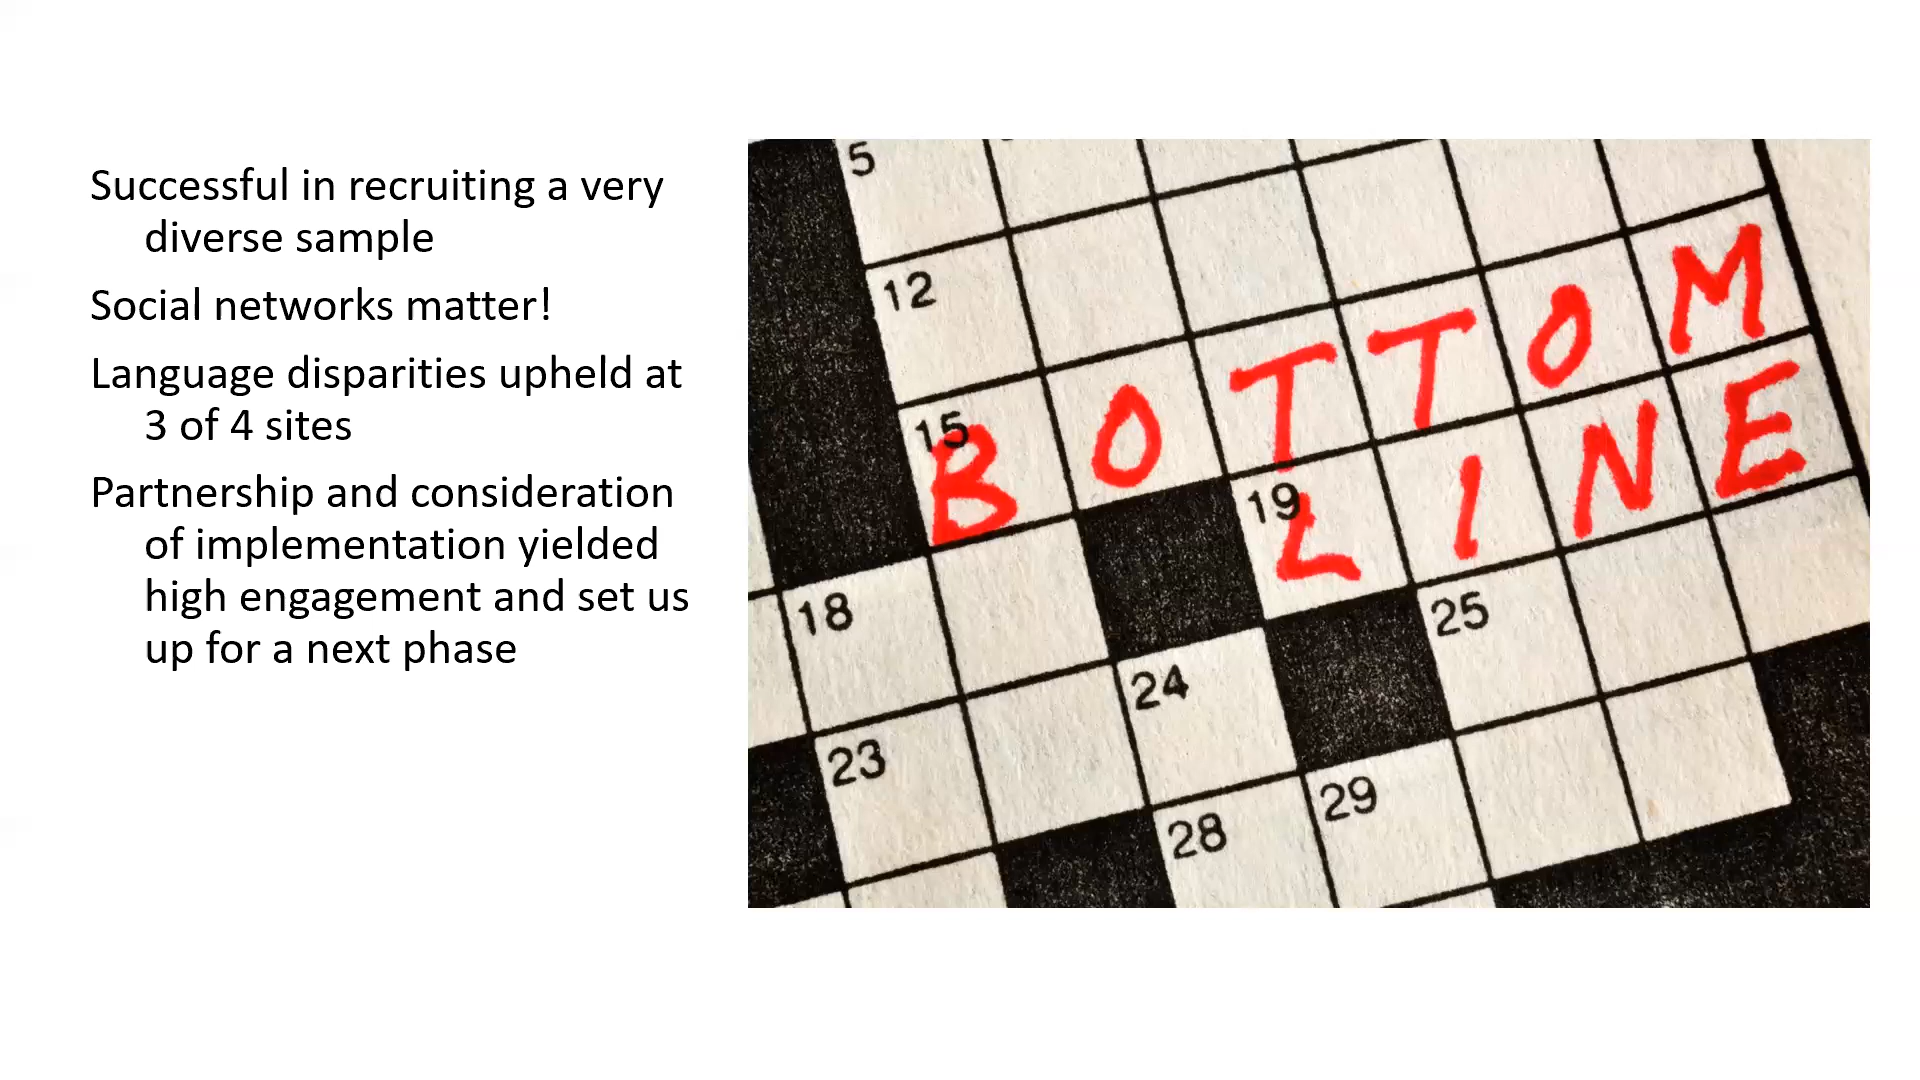 Successful in recruiting a very
diverse sample
Social networks matter!
Language disparities upheld at
3 of 4 sites
Partnership and consideration
of implementation yielded
high engagement and set us
up for a next phase
5
12
15
BOTTOM
19
LINE
18
25
24
23
29
28